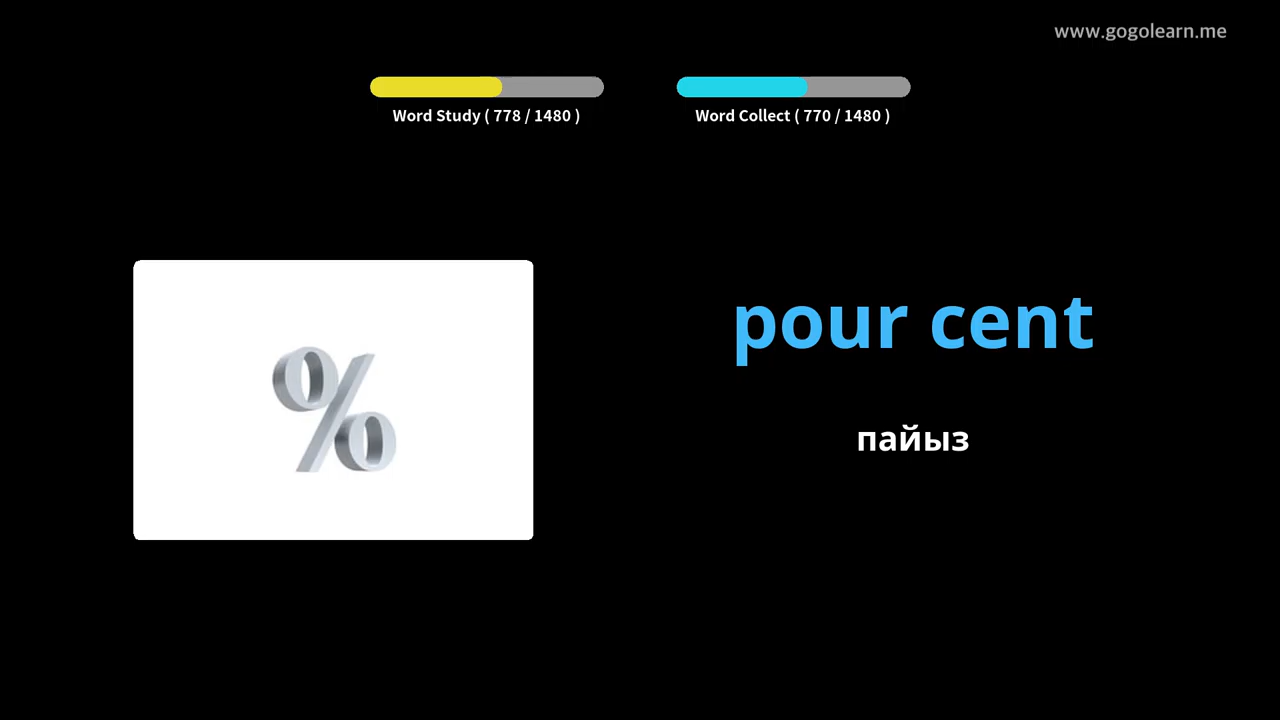 www.gogolearn.me
Word Study ( 778 / 1480 )
Word Collect ( 770 / 1480 )
%
pour cent
пайыз